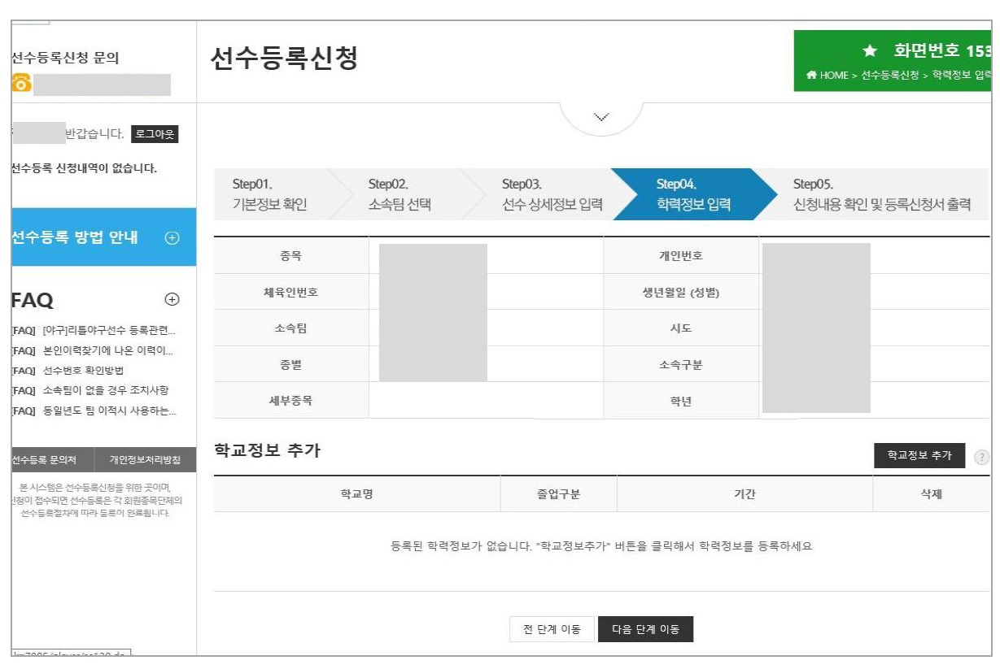 선수등록신청 문의
반갑습니다. 로그아웃
선수등록 신청내역이 없습니다.
선수등록 방법 안내
FAQ
[FAQ] [야구]리틀야구선수 등록관련...
[FAQ] 본인이력찾기에 나온 이력이...
[FAQ] 선수번호 확인방법
[FAQ] 소속팀이 없을 경우 조치사항
[FAQ] 동일년도 팀 이적시 사용하는...
선수등록 문의처 개인정보처리방침
본 시스템은 선수등록신청을 위한 곳이며,
신청이 접수되면 선수등록은 각 회원종목단체의
선수등록절차에 따라 등록이 완료됩니다.
선수등록신청
★ 화면번호 153
HOME > 선수등록신청 > 학력정보 입력
Step01. Step02. Step03. Step04. Step05.
기본정보 확인 소속팀 선택 선수 상세정보 입력 학력정보 입력 신청내용 확인 및 등록신청서 출력
종목 개인번호
체육인번호 생년월일 (성별)
소속팀 시도
종별 소속구분
세부종목 학년
학교정보 추가 학교정보 추가 ?
학교명 졸업구분 기간 삭제
등록된 학력정보가 없습니다. "학교정보추가" 버튼을 클릭해서 학력정보를 등록하세요
전 단계 이동 다음 단계 이동